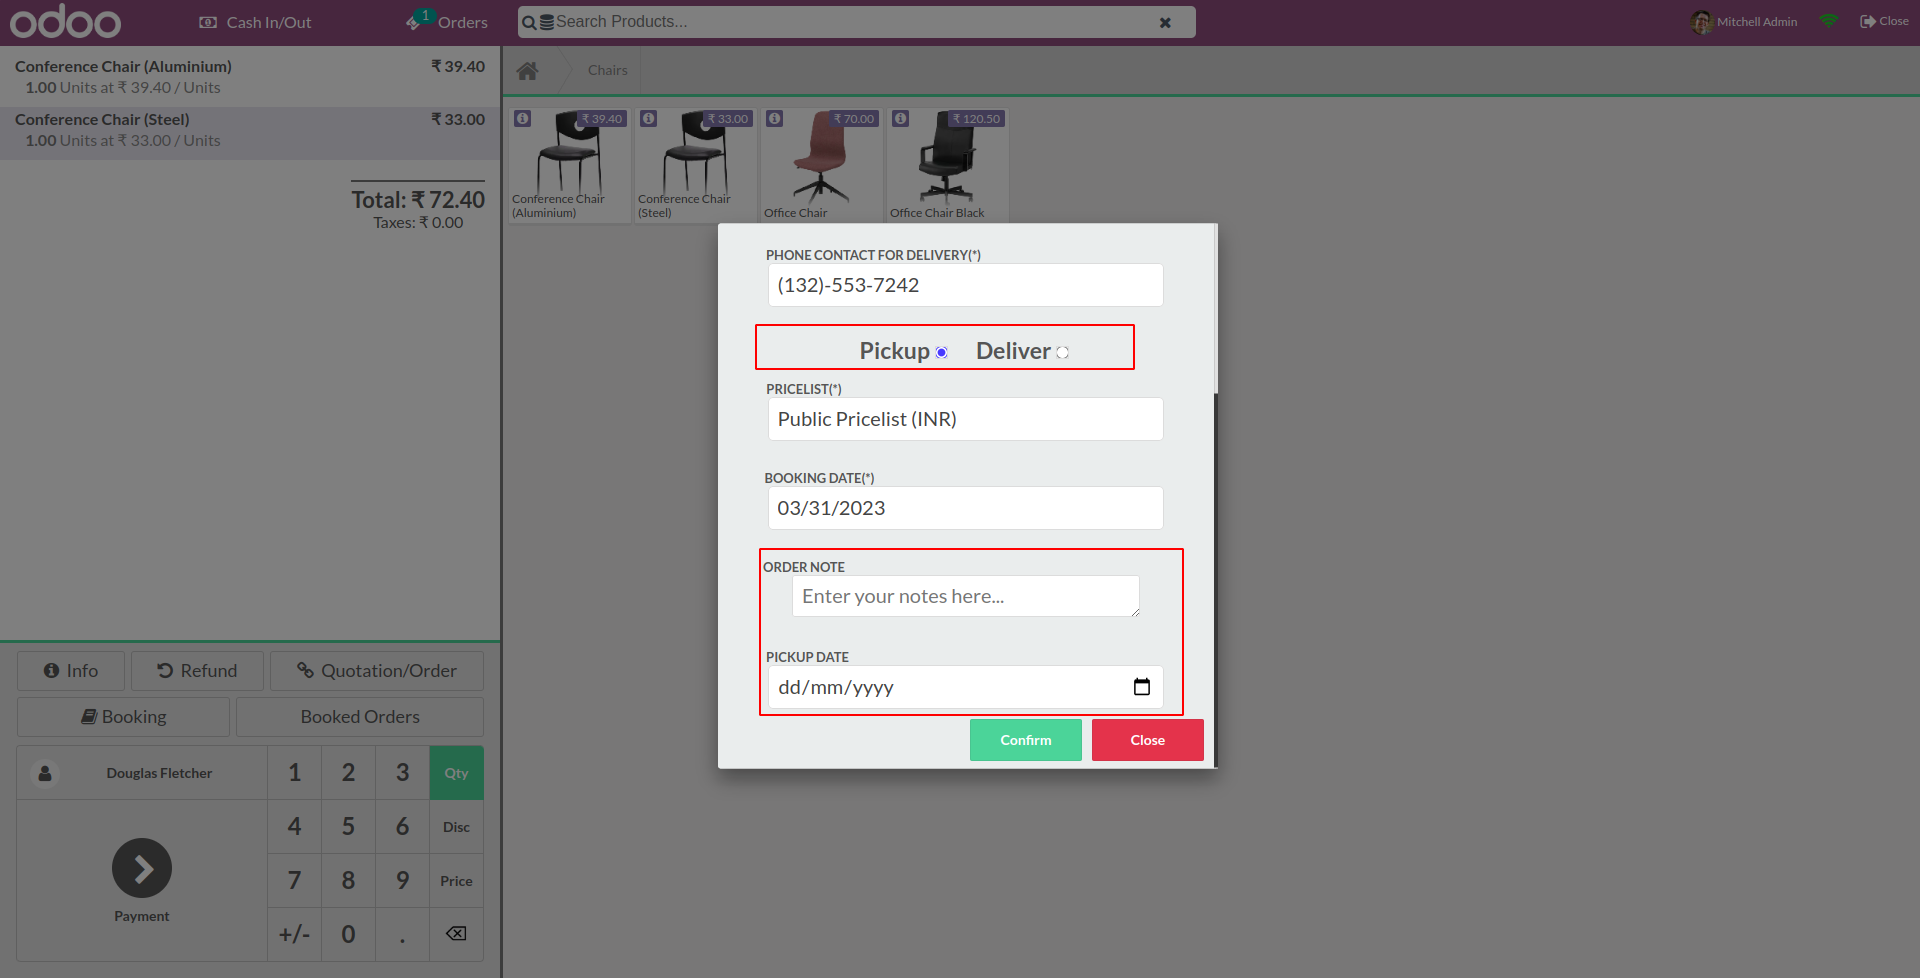 odoo
Cash In/Out
1
Orders
Search Products...
Mitchell Admin
Close
Conference Chair (Aluminium) ₹ 39.40
1.00 Units at ₹ 39.40 / Units
Conference Chair (Steel) ₹ 33.00
1.00 Units at ₹ 33.00 / Units
Total: ₹ 72.40
Taxes: ₹ 0.00
Chairs
₹ 39.40
Conference Chair
(Aluminium)
₹ 33.00
Conference Chair
(Steel)
₹ 70.00
Office Chair
₹ 120.50
Office Chair Black
PHONE CONTACT FOR DELIVERY(*)
(132)-553-7242
Pickup Deliver
PRICELIST(*)
Public Pricelist (INR)
BOOKING DATE(*)
03/31/2023
ORDER NOTE
Enter your notes here...
PICKUP DATE
dd/mm/yyyy
Confirm Close
Info Refund Quotation/Order
Booking Booked Orders
Douglas Fletcher
Payment
1 2 3 Qty
4 5 6 Disc
7 8 9 Price
+/- 0 .